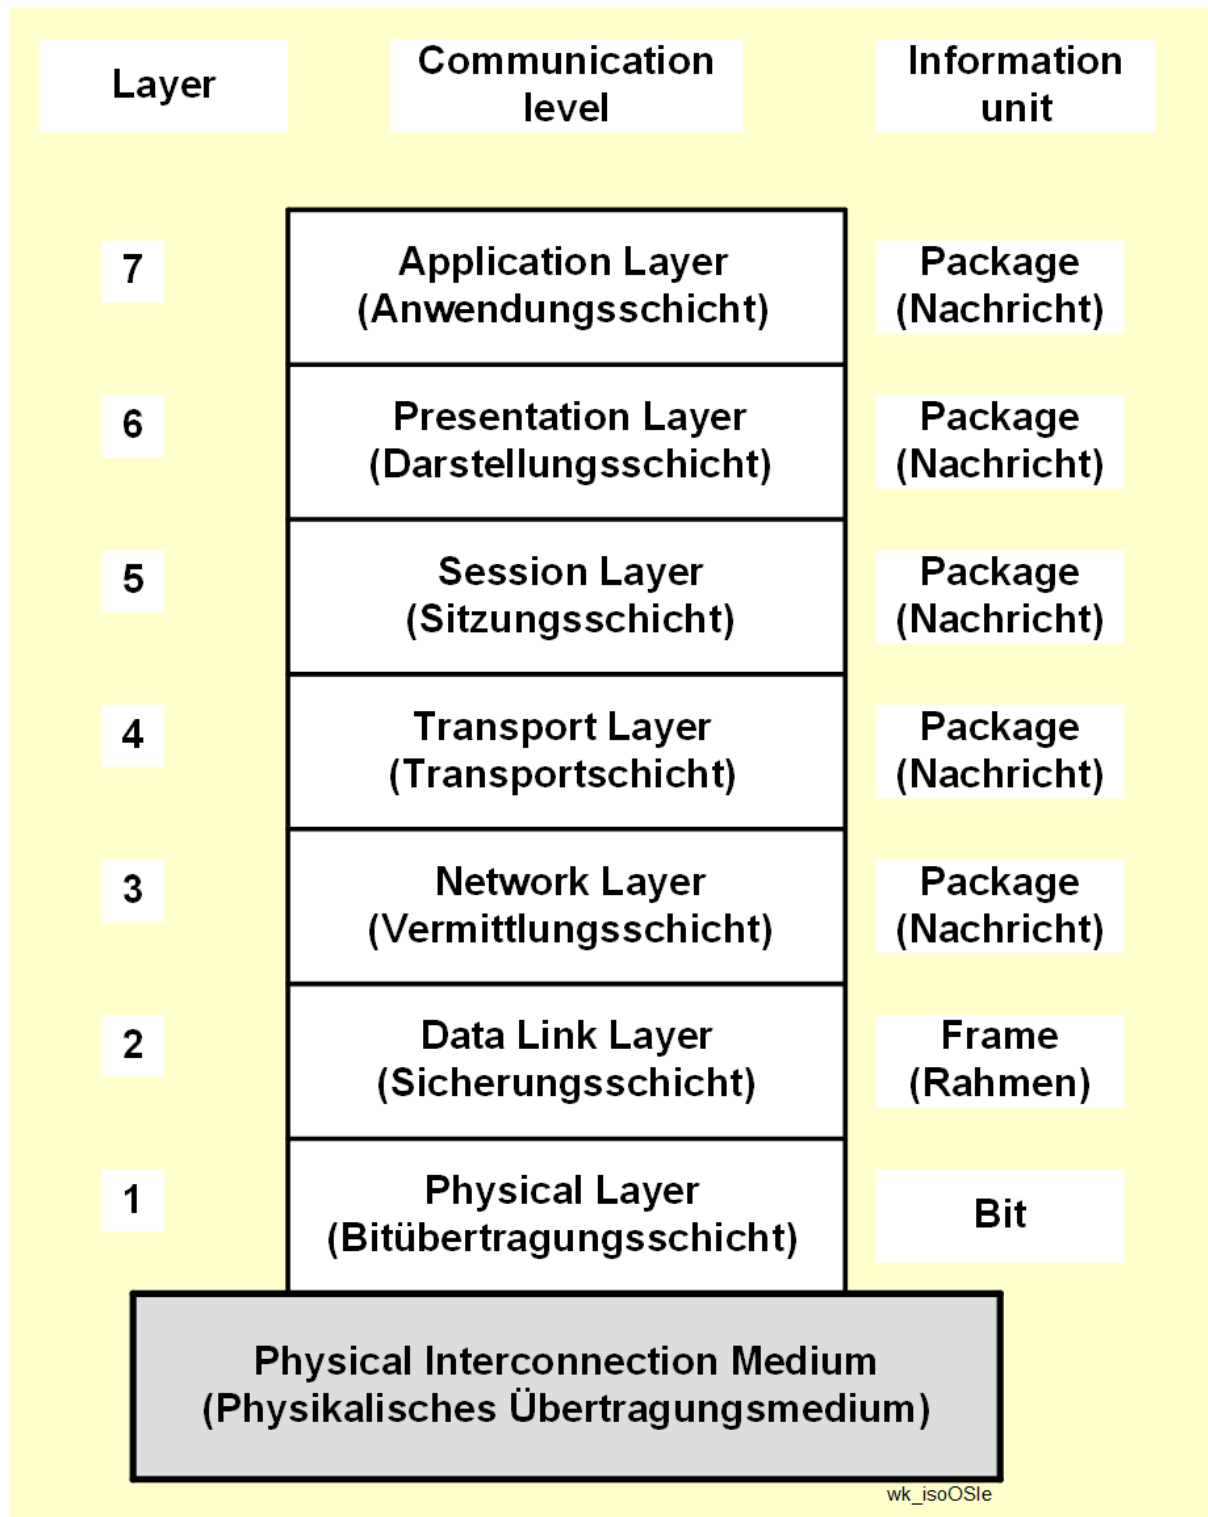 Layer
Communication
level
Information
unit
7
Application Layer
(Anwendungsschicht)
Package
(Nachricht)
6
Presentation Layer
(Darstellungsschicht)
Package
(Nachricht)
5
Session Layer
(Sitzungsschicht)
Package
(Nachricht)
4
Transport Layer
(Transportschicht)
Package
(Nachricht)
3
Network Layer
(Vermittlungsschicht)
Package
(Nachricht)
2
Data Link Layer
(Sicherungsschicht)
Frame
(Rahmen)
1
Physical Layer
(Bitübertragungsschicht)
Bit
Physical Interconnection Medium
(Physikalisches Übertragungsmedium)
wk_isoOSIe